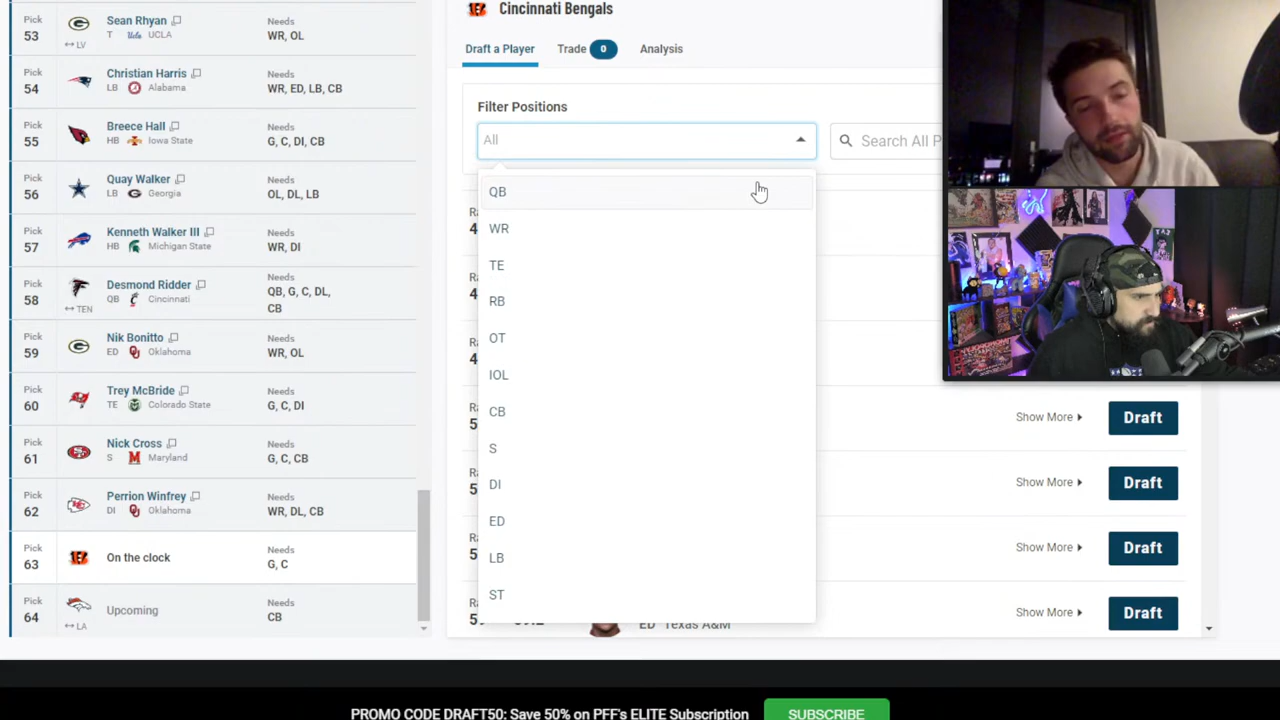 Pick
53
LV
Sean Rhyan
T UCLA
Needs
WR, OL
Pick
54
Christian Harris
LB Alabama
Needs
WR, ED, LB, CB
Pick
55
Breece Hall
HB Iowa State
Needs
G, C, DI, CB
Pick
56
Quay Walker
LB Georgia
Needs
OL, DL, LB
Pick
57
Kenneth Walker III
HB Michigan State
Needs
WR, DI
Pick
58
TEN
Desmond Ridder
QB Cincinnati
Needs
QB, G, C, DL,
CB
Pick
59
Nik Bonitto
ED Oklahoma
Needs
WR, OL
Pick
60
Trey McBride
TE Colorado State
Needs
G, C, DI
Pick
61
Nick Cross
S Maryland
Needs
G, C, CB
Pick
62
Perrion Winfrey
DI Oklahoma
Needs
WR, DL, CB
Pick
63
On the clock
Needs
G, C
Pick
64
LA
Upcoming
Needs
CB
Cincinnati Bengals
Draft a Player Trade 0 Analysis
Filter Positions
All
Search All P
QB
WR
TE
RB
OT
IOL
CB
S
DI
ED
LB
ST
Show More Draft
Show More Draft
Show More Draft
Show More Draft
ED Texas A&M
PROMO CODE DRAFT50: Save 50% on PFF's ELITE Subscription
SUBSCRIBE